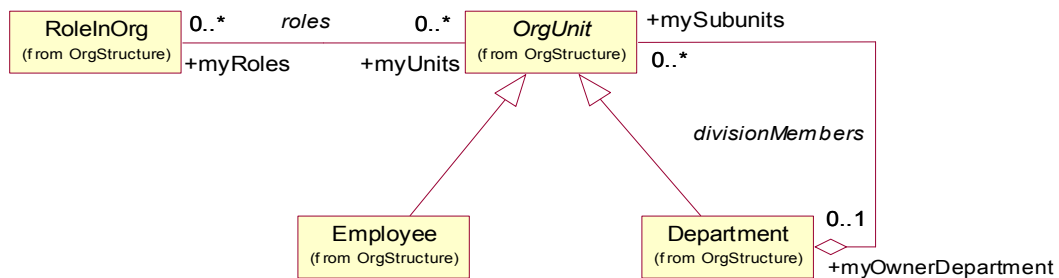 RoleInOrg
(from OrgStructure)
0..*
roles
0..*
+myRoles
+myUnits
OrgUnit
(from OrgStructure)
+mySubunits
0..*
divisionMembers
Employee
(from OrgStructure)
Department
(from OrgStructure)
0..1
+myOwnerDepartment